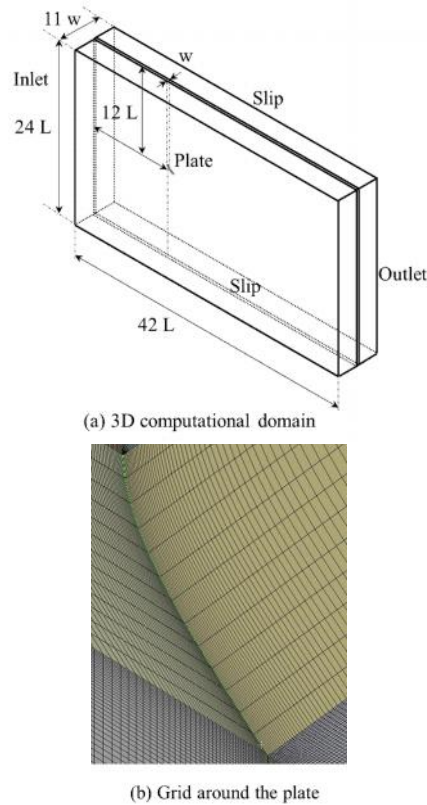 11 w
w
Inlet
Slip
24 L
12 L
Plate
Slip
Outlet
42 L
(a) 3D computational domain
(b) Grid around the plate